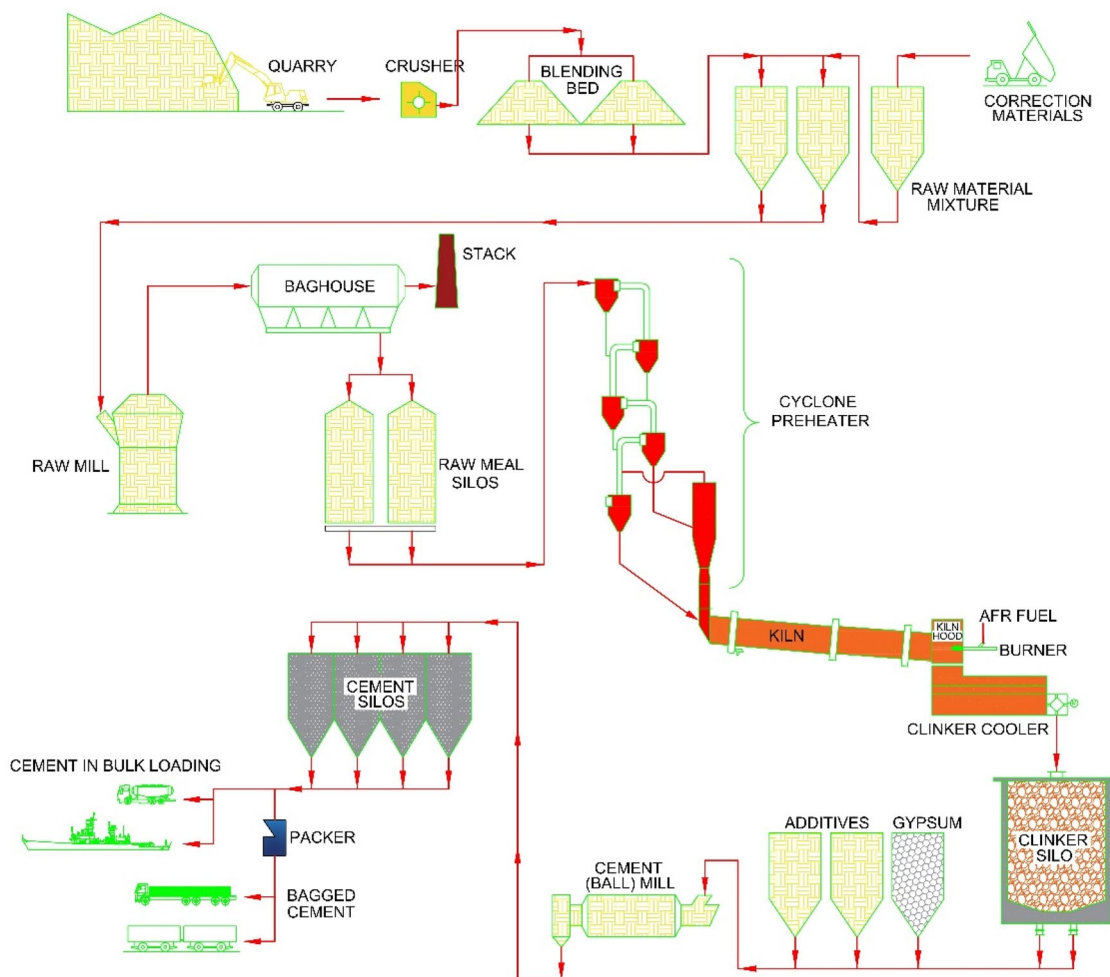 QUARRY
CRUSHER
BLENDING
BED
CORRECTION
MATERIALS
RAW MATERIAL
MIXTURE
STACK
BAGHOUSE
RAW MILL
RAW MEAL
SILOS
CYCLONE
PREHEATER
KILN
KILN
HOOD
AFR FUEL
BURNER
CLINKER COOLER
CEMENT
SILOS
CEMENT IN BULK LOADING
PACKER
BAGGED
CEMENT
CEMENT
(BALL) MILL
ADDITIVES
GYPSUM
CLINKER
SILO